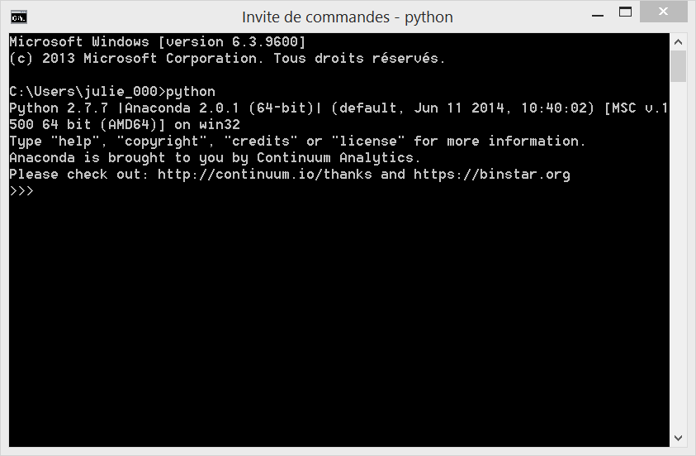 Invite de commandes - python
Microsoft Windows [version 6.3.9600]
(c) 2013 Microsoft Corporation. Tous droits réservés.
C:\Users\julie_000>python
Python 2.7.7 |Anaconda 2.0.1 (64-bit)| (default, Jun 11 2014, 10:40:02) [MSC v.1
500 64 bit (AMD64)] on win32
Type "help", "copyright", "credits" or "license" for more information.
Anaconda is brought to you by Continuum Analytics.
Please check out: http://continuum.io/thanks and https://binstar.org
>>>